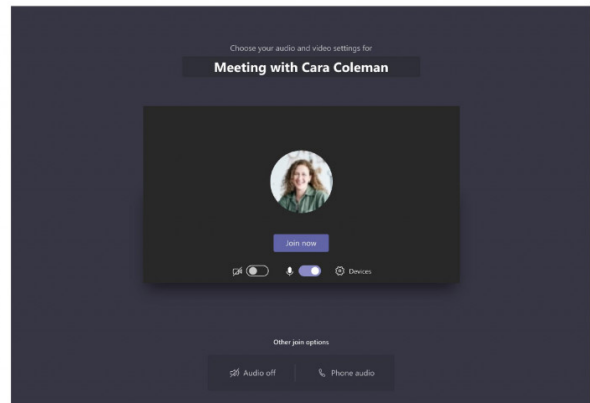 Choose your audio and video settings for
Meeting with Cara Coleman
Join now
Devices
Other join options
Audio off
Phone audio